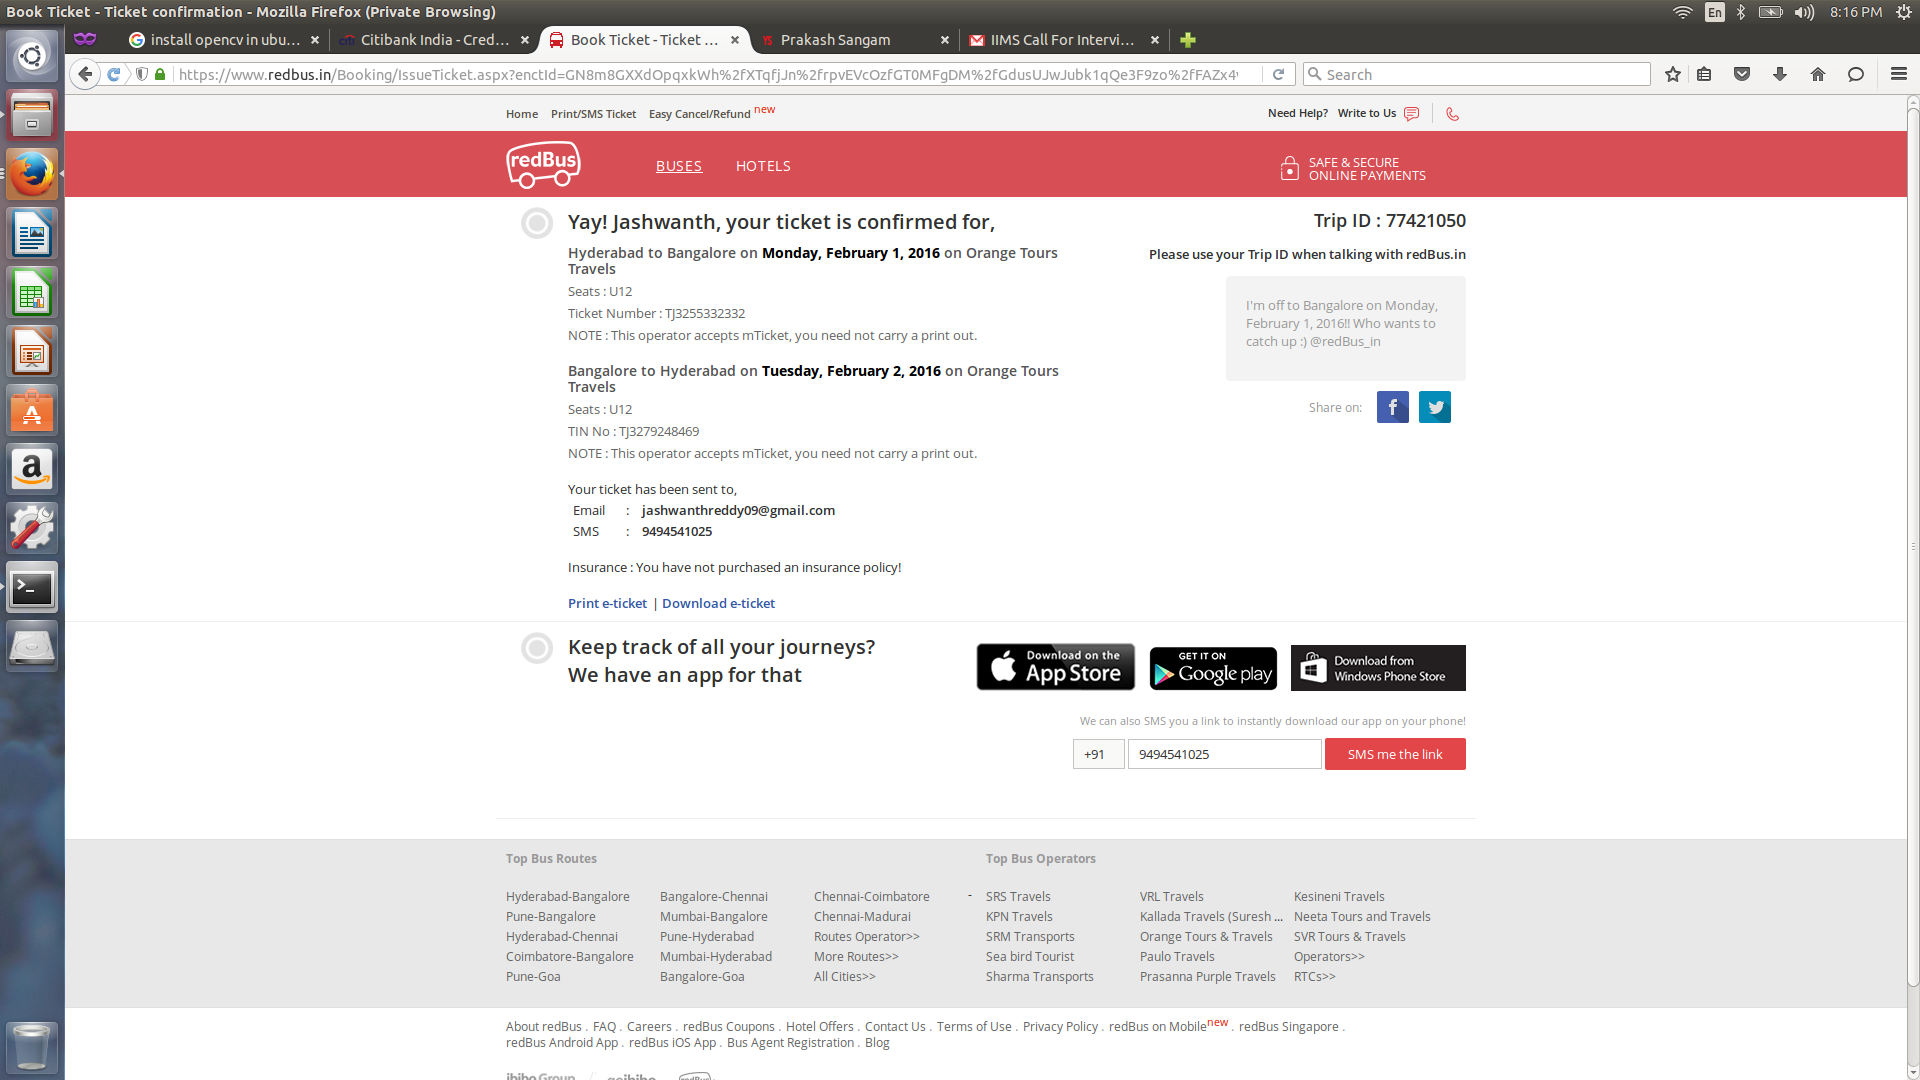 Book Ticket - Ticket confirmation - Mozilla Firefox (Private Browsing)
En
8:16 PM
install opencv in ubu...
Citibank India - Cred...
Book Ticket - Ticket ...
YS Prakash Sangam
IIMS Call For Intervi...
https://www.redbus.in/Booking/IssueTicket.aspx?enctId=GN8m8GXXdOpqxkWh%2fXTqfjJn%2frpvEVcOzfGT0MFgDM%2fGdusUJwJubk1qQe3F9zo%2fFAZx4
Search
Home
Print/SMS Ticket
Easy Cancel/Refund new
Need Help?
Write to Us
redBus
BUSES
HOTELS
SAFE & SECURE
ONLINE PAYMENTS
Yay! Jashwanth, your ticket is confirmed for,
Hyderabad to Bangalore on Monday, February 1, 2016 on Orange Tours
Travels
Seats : U12
Ticket Number : TJ3255332332
NOTE : This operator accepts mTicket, you need not carry a print out.
Bangalore to Hyderabad on Tuesday, February 2, 2016 on Orange Tours
Travels
Seats : U12
TIN No : TJ3279248469
NOTE : This operator accepts mTicket, you need not carry a print out.
Your ticket has been sent to,
Email : jashwanthreddy09@gmail.com
SMS : 9494541025
Insurance : You have not purchased an insurance policy!
Print e-ticket | Download e-ticket
Trip ID : 77421050
Please use your Trip ID when talking with redBus.in
I'm off to Bangalore on Monday,
February 1, 2016!! Who wants to
catch up :) @redBus_in
Share on:
Keep track of all your journeys?
We have an app for that
Download on the
App Store
GET IT ON
Google play
Download from
Windows Phone Store
We can also SMS you a link to instantly download our app on your phone!
+91
9494541025
SMS me the link
Top Bus Routes
Hyderabad-Bangalore Bangalore-Chennai Chennai-Coimbatore
Pune-Bangalore Mumbai-Bangalore Chennai-Madurai
Hyderabad-Chennai Pune-Hyderabad Routes Operator>>
Coimbatore-Bangalore Mumbai-Hyderabad More Routes>>
Pune-Goa Bangalore-Goa All Cities>>
-
Top Bus Operators
SRS Travels VRL Travels Kesineni Travels
KPN Travels Kallada Travels (Suresh ... Neeta Tours and Travels
SRM Transports Orange Tours & Travels SVR Tours & Travels
Sea bird Tourist Paulo Travels Operators>>
Sharma Transports Prasanna Purple Travels RTCs>>
About redBus . FAQ . Careers . redBus Coupons . Hotel Offers . Contact Us . Terms of Use . Privacy Policy . redBus on Mobile new . redBus Singapore .
redBus Android App . redBus iOS App . Bus Agent Registration . Blog
ibibo Group / goibibo redBus